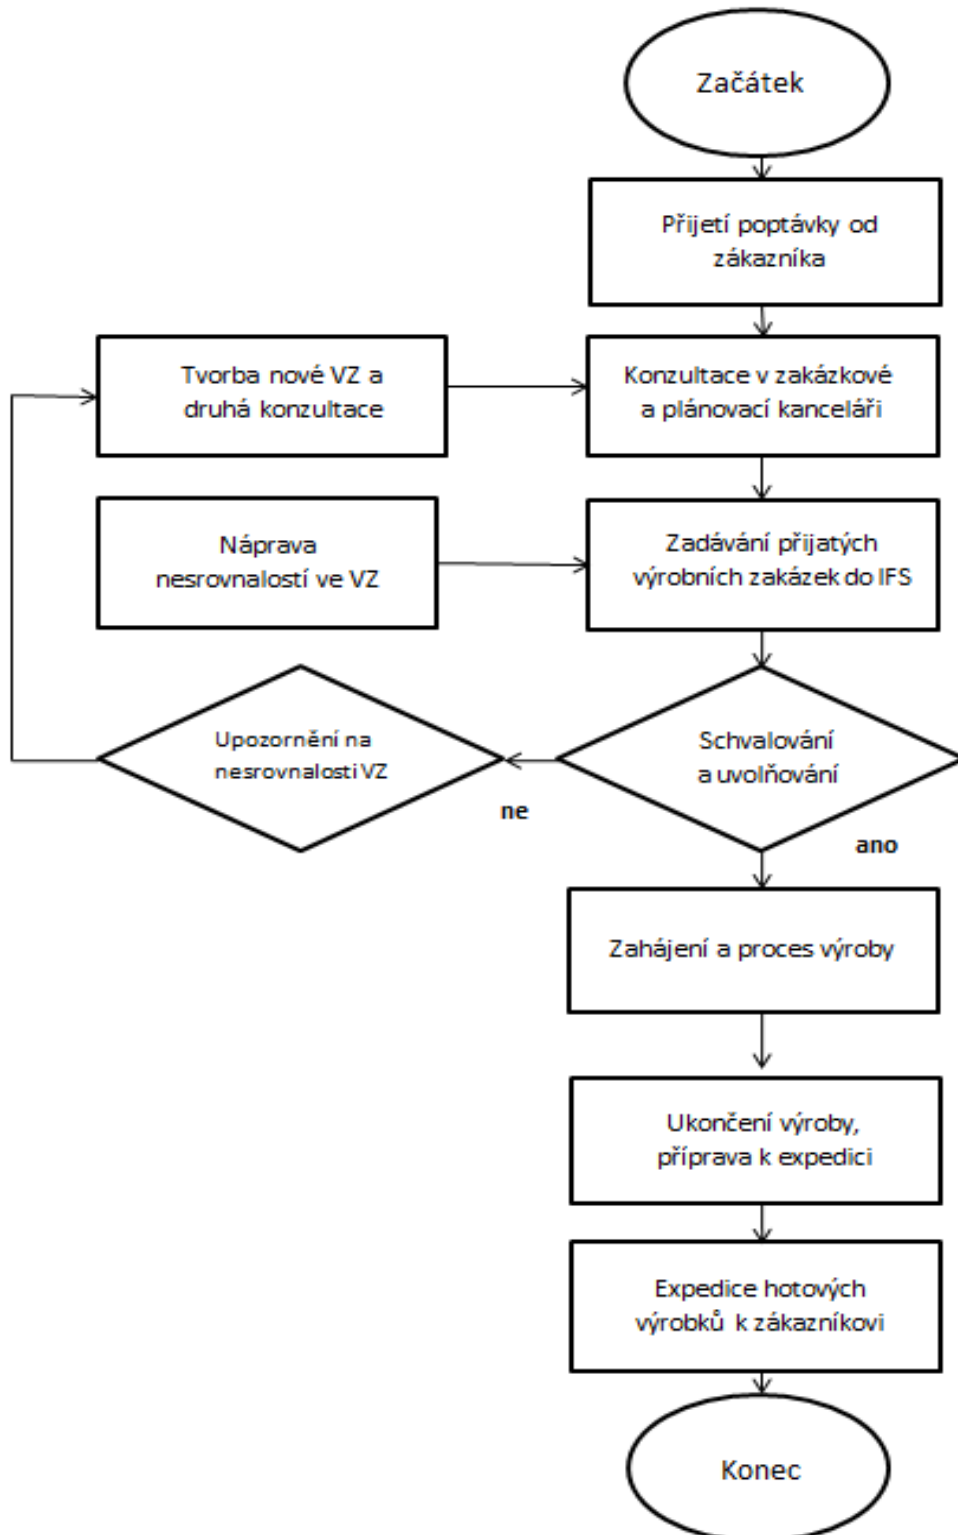 Začátek
Přijetí poptávky od
zákazníka
Tvorba nové VZ a
druhá konzultace
Konzultace v zakázkové
a plánovací kanceláři
Náprava
nesrovnalostí ve VZ
Zadávání přijatých
výrobních zakázek do IFS
Upozornění na
nesrovnalosti VZ
Schvalování
a uvolňování
ne
ano
Zahájení a proces výroby
Ukončení výroby,
příprava k expedici
Expedice hotových
výrobků k zákazníkovi
Konec